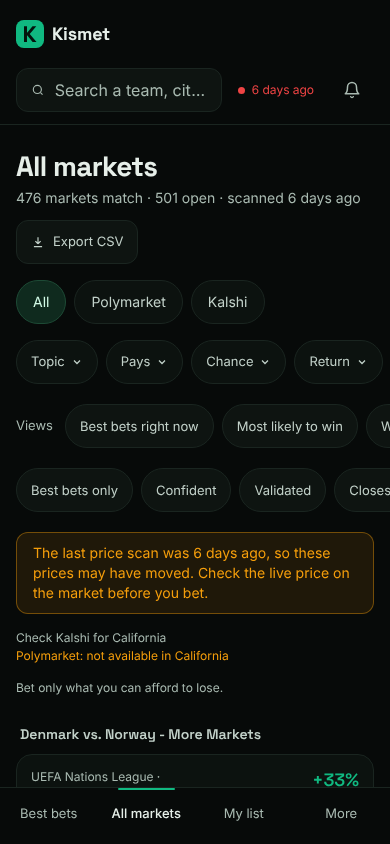 K Kismet
Search a team, cit...
6 days ago
All markets
476 markets match · 501 open · scanned 6 days ago
Export CSV
All Polymarket Kalshi
Topic Pays Chance Return
Views Best bets right now Most likely to win W
Best bets only Confident Validated Closes
The last price scan was 6 days ago, so these
prices may have moved. Check the live price on
the market before you bet.
Check Kalshi for California
Polymarket: not available in California
Bet only what you can afford to lose.
Denmark vs. Norway - More Markets
UEFA Nations League · +33%
Best bets All markets My list More